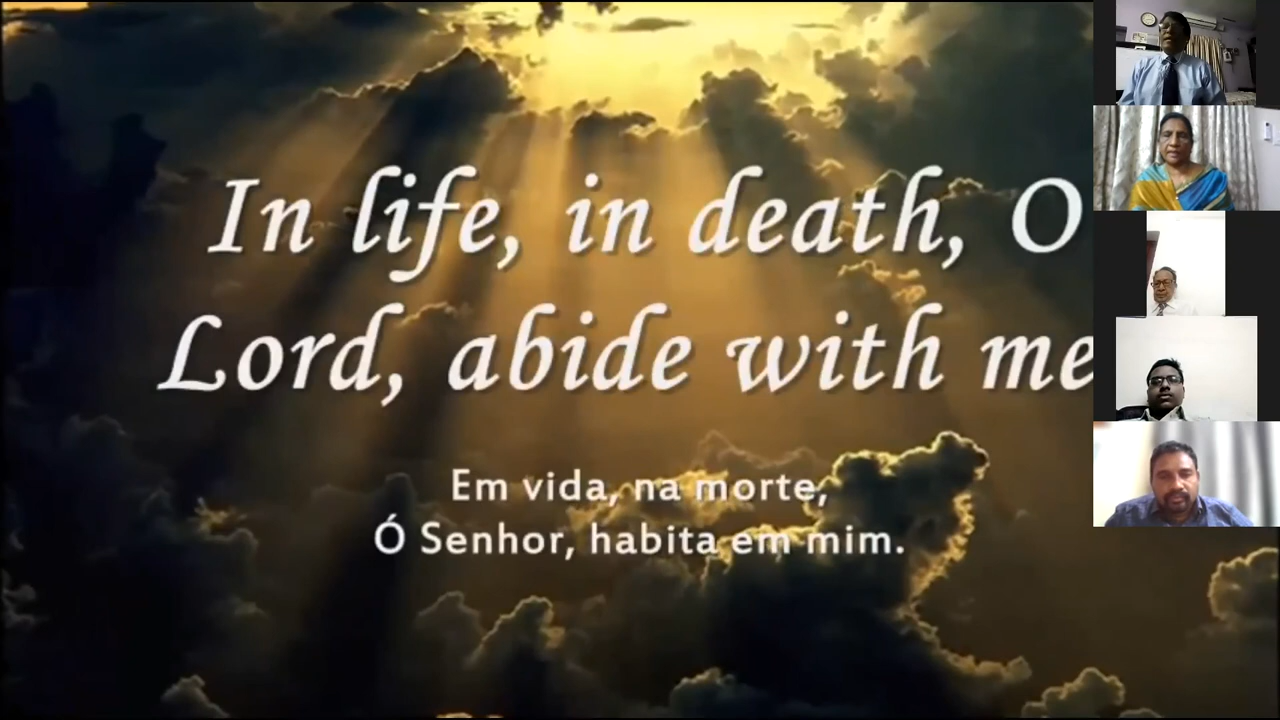 In life, in death, O
Lord, abide with me
Em vida, na morte,
Ó Senhor, habita em mim.